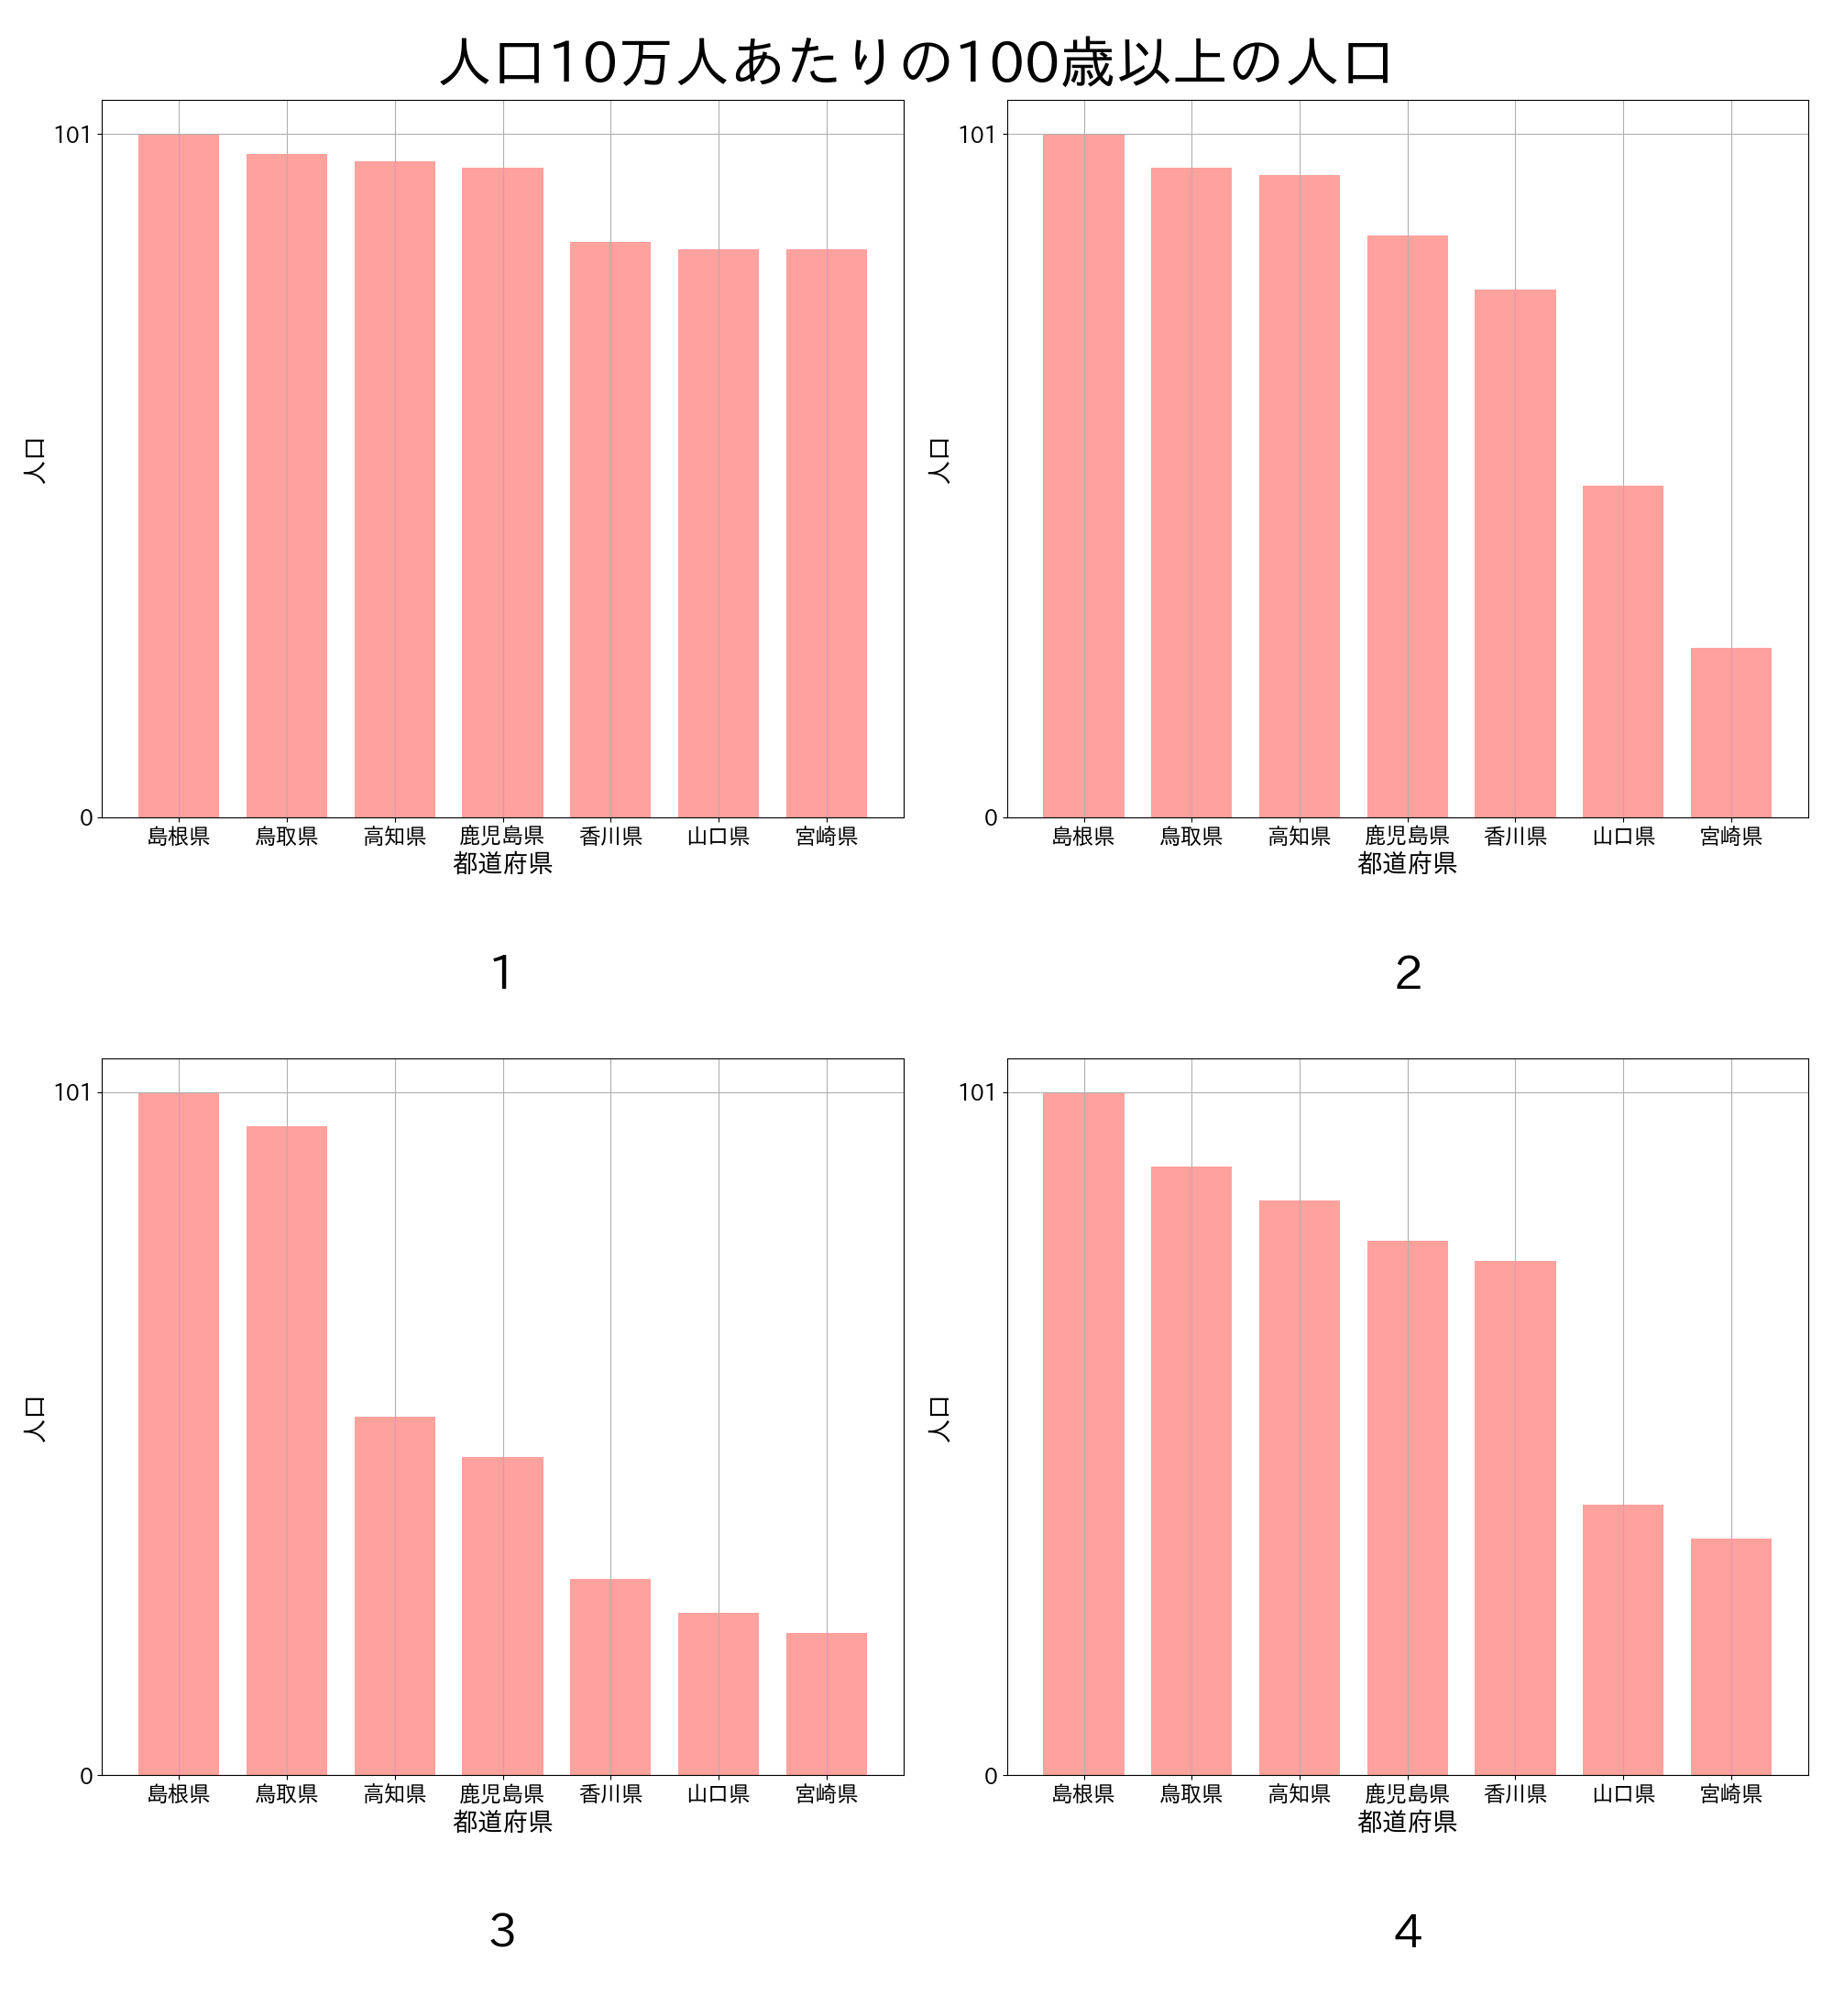 人口10万人あたりの100歳以上の人口
101
0
人口
島根県 鳥取県 高知県 鹿児島県 香川県 山口県 宮崎県
都道府県
1
101
0
人口
島根県 鳥取県 高知県 鹿児島県 香川県 山口県 宮崎県
都道府県
2
101
0
人口
島根県 鳥取県 高知県 鹿児島県 香川県 山口県 宮崎県
都道府県
3
101
0
人口
島根県 鳥取県 高知県 鹿児島県 香川県 山口県 宮崎県
都道府県
4